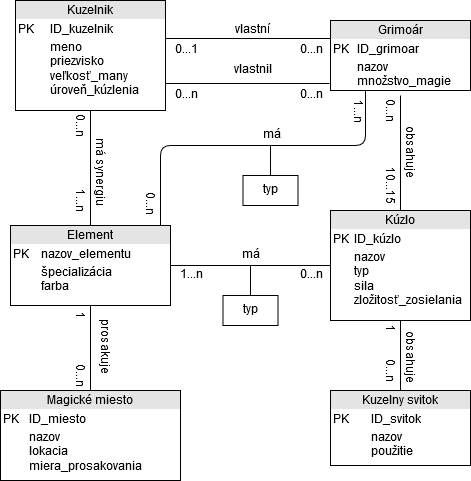 Kuzelnik
PK ID_kuzelnik
meno
priezvisko
veľkosť_many
úroveň_kúzlenia
vlastní
0...1 0...n
vlastnil
0...n 0...n
Grimoár
PK ID_grimoar
nazov
množstvo_magie
0...n
má synergiu
1...n
1...n
má
typ
0...n
0...n
obsahuje
10...15
Element
PK nazov_elementu
špecializácia
farba
má
1...n 0...n
typ
Kúzlo
PK ID_kúzlo
nazov
typ
sila
zložitosť_zosielania
1
prosakuje
0...n
1
obsahuje
0...n
Magické miesto
PK ID_miesto
nazov
lokacia
miera_prosakovania
Kuzelny svitok
PK ID_svitok
nazov
použitie